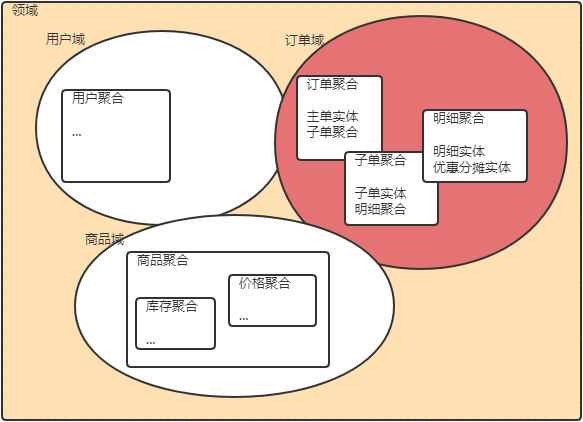 领域
用户域
用户聚合
...
订单域
订单聚合
主单实体
子单聚合
子单聚合
子单实体
明细聚合
明细聚合
明细实体
优惠分摊实体
商品域
商品聚合
库存聚合
...
价格聚合
...